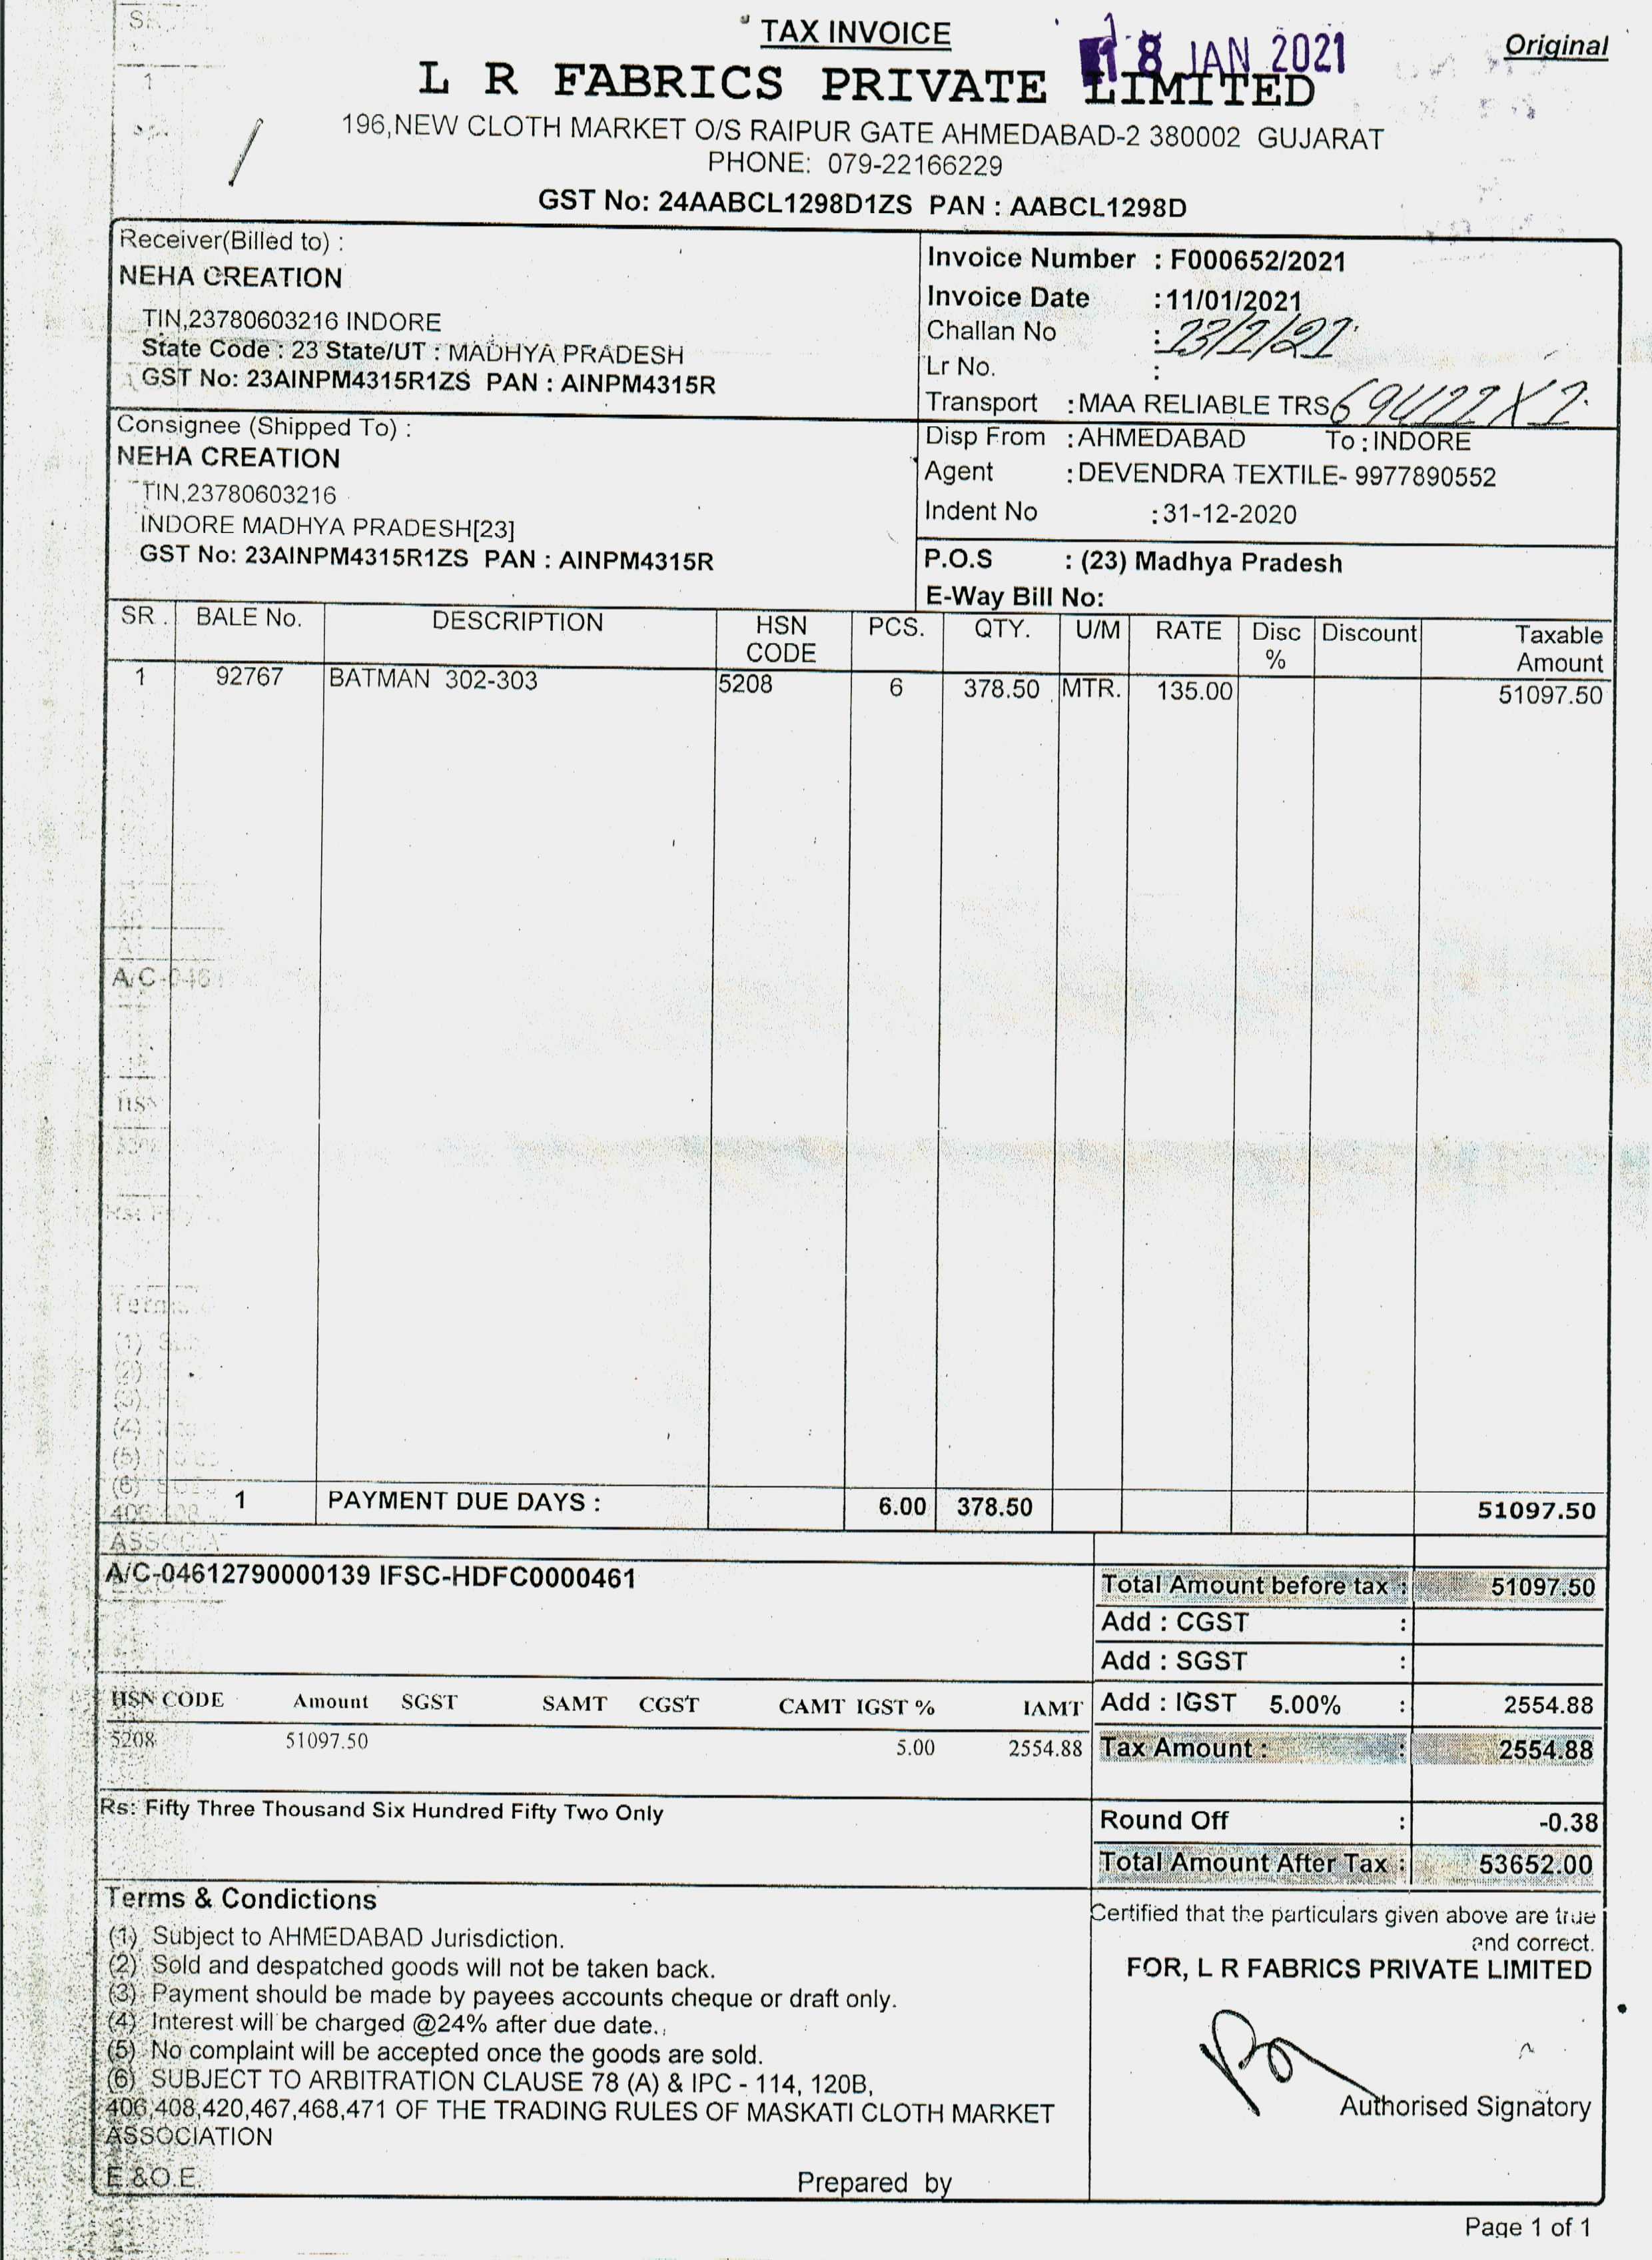 TAX INVOICE
18 JAN 2021
Original
L R FABRICS PRIVATE LIMITED
196,NEW CLOTH MARKET O/S RAIPUR GATE AHMEDABAD-2 380002 GUJARAT
PHONE: 079-22166229
GST No: 24AABCL1298D1ZS PAN : AABCL1298D
Receiver(Billed to) :
NEHA CREATION
TIN,23780603216 INDORE
State Code : 23 State/UT : MADHYA PRADESH
GST No: 23AINPM4315R1ZS PAN : AINPM4315R
Invoice Number : F000652/2021
Invoice Date : 11/01/2021
Challan No :
Lr No. :
Transport : MAA RELIABLE TRS
Consignee (Shipped To) :
NEHA CREATION
TIN,23780603216
INDORE MADHYA PRADESH[23]
GST No: 23AINPM4315R1ZS PAN : AINPM4315R
Disp From : AHMEDABAD To : INDORE
Agent : DEVENDRA TEXTILE- 9977890552
Indent No : 31-12-2020
P.O.S : (23) Madhya Pradesh
E-Way Bill No:
SR. BALE No. DESCRIPTION HSN CODE PCS. QTY. U/M RATE Disc % Discount Taxable Amount
1 92767 BATMAN 302-303 5208 6 378.50 MTR. 135.00 51097.50
1 PAYMENT DUE DAYS : 6.00 378.50 51097.50
A/C-04612790000139 IFSC-HDFC0000461
Total Amount before tax : 51097.50
Add : CGST :
Add : SGST :
HSN CODE Amount SGST SAMT CGST CAMT IGST % IAMT
5208 51097.50 5.00 2554.88
Add : IGST 5.00% : 2554.88
Tax Amount : : 2554.88
Rs: Fifty Three Thousand Six Hundred Fifty Two Only
Round Off : -0.38
Total Amount After Tax : 53652.00
Terms & Conditions
(1) Subject to AHMEDABAD Jurisdiction.
(2) Sold and despatched goods will not be taken back.
(3) Payment should be made by payees accounts cheque or draft only.
(4) Interest will be charged @24% after due date.
(5) No complaint will be accepted once the goods are sold.
(6) SUBJECT TO ARBITRATION CLAUSE 78 (A) & IPC - 114, 120B,
406,408,420,467,468,471 OF THE TRADING RULES OF MASKATI CLOTH MARKET
ASSOCIATION
E.&O.E.
Prepared by
Certified that the particulars given above are true
and correct.
FOR, L R FABRICS PRIVATE LIMITED
Authorised Signatory
Page 1 of 1